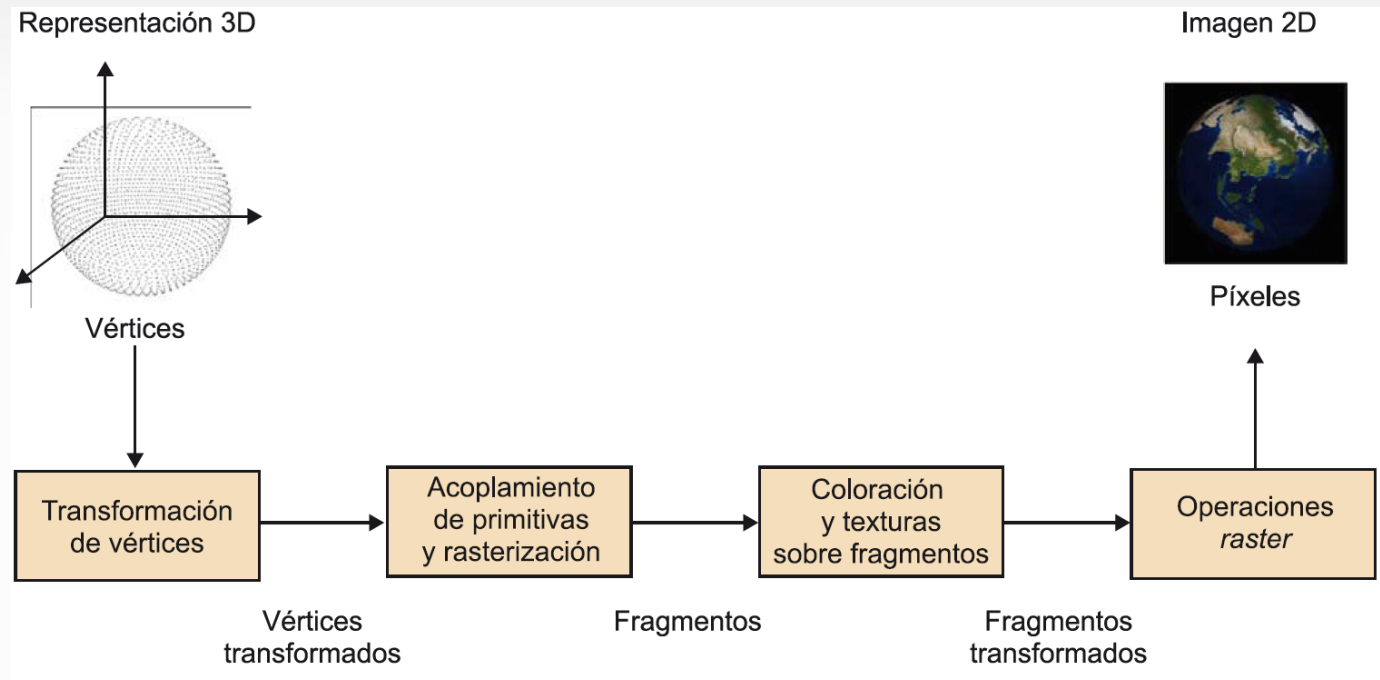 Representación 3D
Imagen 2D
Vértices
Píxeles
Transformación
de vértices
Acoplamiento
de primitivas
y rasterización
Coloración
y texturas
sobre fragmentos
Operaciones
raster
Vértices
transformados
Fragmentos
Fragmentos
transformados